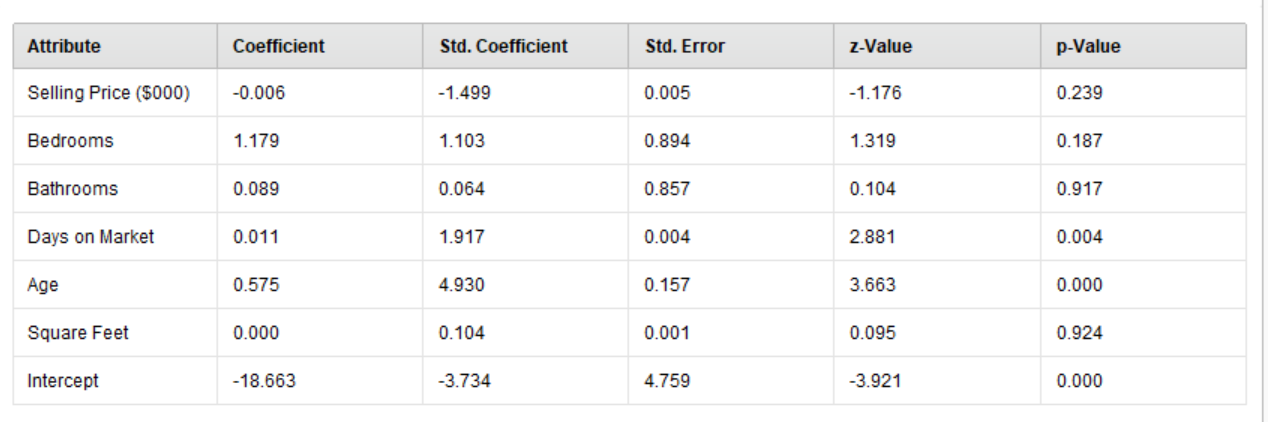 Attribute Coefficient Std. Coefficient Std. Error z-Value p-Value
Selling Price ($000) -0.006 -1.499 0.005 -1.176 0.239
Bedrooms 1.179 1.103 0.894 1.319 0.187
Bathrooms 0.089 0.064 0.857 0.104 0.917
Days on Market 0.011 1.917 0.004 2.881 0.004
Age 0.575 4.930 0.157 3.663 0.000
Square Feet 0.000 0.104 0.001 0.095 0.924
Intercept -18.663 -3.734 4.759 -3.921 0.000